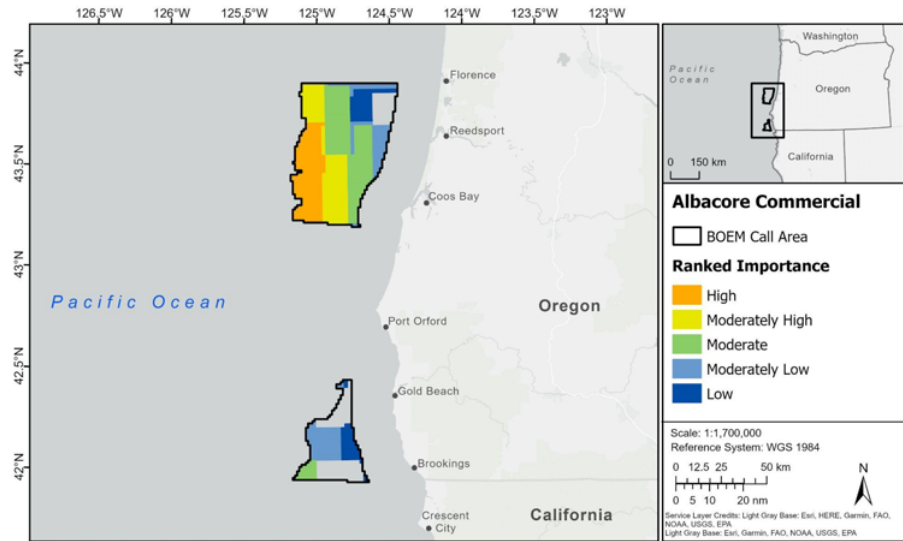 126.5°W 126°W 125.5°W 125°W 124.5°W 124°W 123.5°W 123°W
44°N
43.5°N
43°N
42.5°N
42°N
Florence
Reedsport
Coos Bay
Pacific Ocean
Oregon
Port Orford
Gold Beach
Brookings
Crescent
City
California
Washington
Pacific
Ocean
Oregon
California
0 150 km
Albacore Commercial
BOEM Call Area
Ranked Importance
High
Moderately High
Moderate
Moderately Low
Low
Scale: 1:1,700,000
Reference System: WGS 1984
0 12.5 25 50 km
N
0 5 10 20 nm
Service Layer Credits: Light Gray Base: Esri, HERE, Garmin, FAO,
NOAA, USGS, EPA
Light Gray Base: Esri, Garmin, FAO, NOAA, USGS, EPA